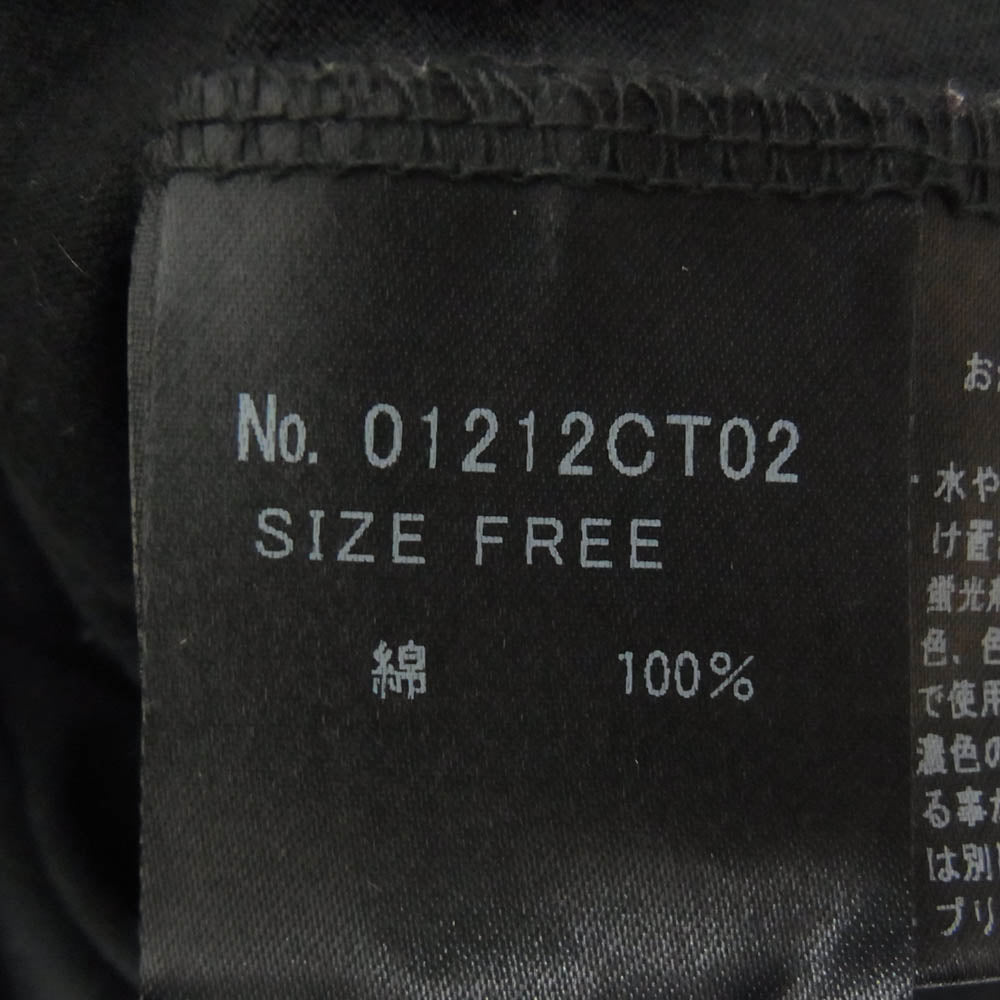 No. 01212CT02
SIZE FREE
綿 100%
お
・水や
け置
蛍光
色、色
で使用
濃色の
る事が
は別
プリ